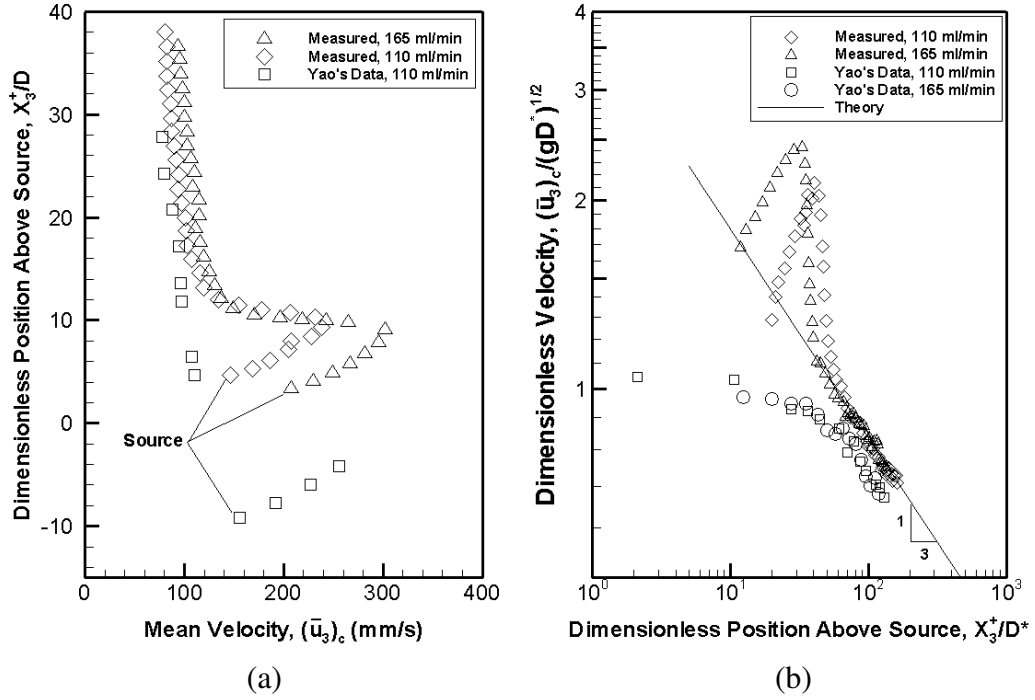 40
30
20
10
0
-10
0
100
200
300
400
Dimensionless Position Above Source, X₃⁺/D
Mean Velocity, (ū₃)c (mm/s)
Measured, 165 ml/min
Measured, 110 ml/min
Yao's Data, 110 ml/min
Source
(a)
4
3
2
1
10⁰
10¹
10²
10³
Dimensionless Velocity, (ū₃)c/(gD*)^1/2
Dimensionless Position Above Source, X₃⁺/D*
Measured, 110 ml/min
Measured, 165 ml/min
Yao's Data, 110 ml/min
Yao's Data, 165 ml/min
Theory
1
3
(b)